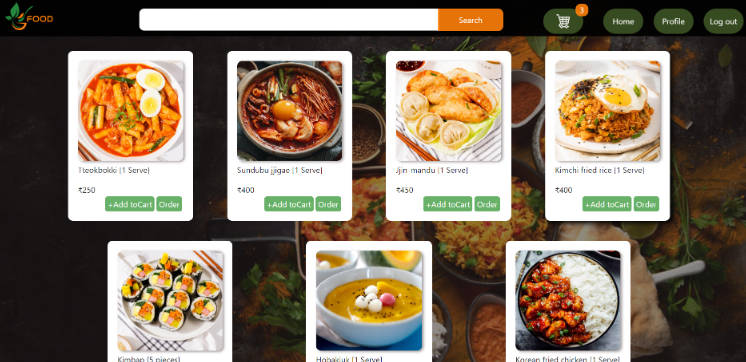 FOOD
Search
3
Home
Profile
Log out
Tteokbokki [1 Serve]
₹250
+Add toCart Order
Sundubu jjigae [1 Serve]
₹400
+Add toCart Order
Jjin-mandu [1 Serve]
₹450
+Add toCart Order
Kimchi fried rice [1 Serve]
₹400
+Add toCart Order
Kimbap [5 pieces]
Hobakjuk [1 Serve]
Korean fried chicken [1 Serve]